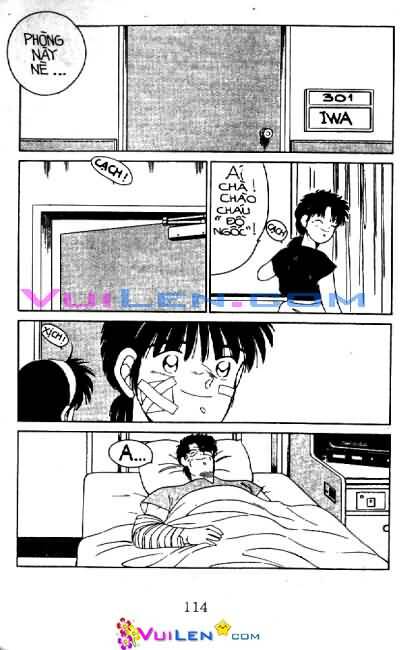 PHÒNG
NÀY
NÈ ...
301
IWA
CẠCH!
Á!
CHÀ!
CHÀO
CHÁU
"ĐỒ
NGỐC"!
CẠCH!
VUILEN.COM
XỊCH!
A...
114
VUILEN.COM